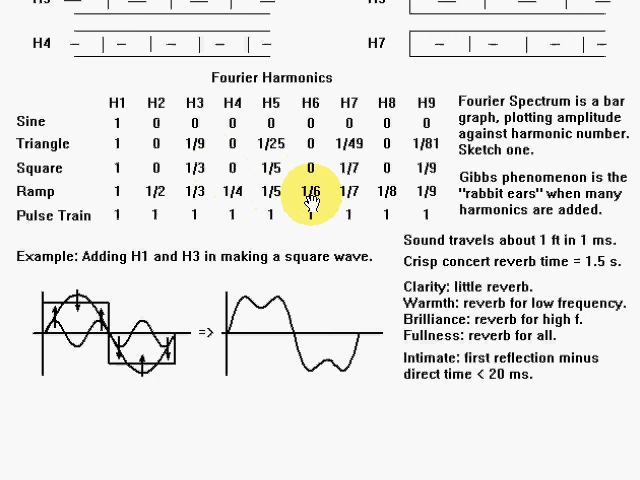 H4
H7
Fourier Harmonics
H1 H2 H3 H4 H5 H6 H7 H8 H9
Sine 1 0 0 0 0 0 0 0 0
Triangle 1 0 1/9 0 1/25 0 1/49 0 1/81
Square 1 0 1/3 0 1/5 0 1/7 0 1/9
Ramp 1 1/2 1/3 1/4 1/5 1/6 1/7 1/8 1/9
Pulse Train 1 1 1 1 1 1 1 1 1
Fourier Spectrum is a bar
graph, plotting amplitude
against harmonic number.
Sketch one.
Gibbs phenomenon is the
"rabbit ears" when many
harmonics are added.
Example: Adding H1 and H3 in making a square wave.
=>
Sound travels about 1 ft in 1 ms.
Crisp concert reverb time = 1.5 s.
Clarity: little reverb.
Warmth: reverb for low frequency.
Brilliance: reverb for high f.
Fullness: reverb for all.
Intimate: first reflection minus
direct time < 20 ms.